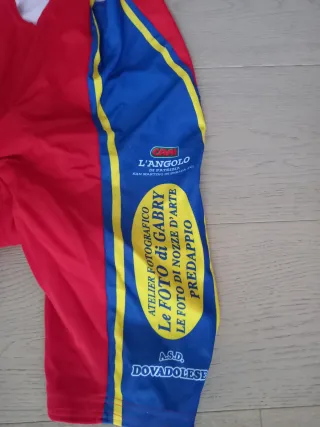 L'ANGOLO
ATELIER FOTOGRAFICO
Le FOTO di GABRY
LE FOTO DI NOZZE D'ARTE
PREDAPPIO
A.S.D.
DOVADOLESE